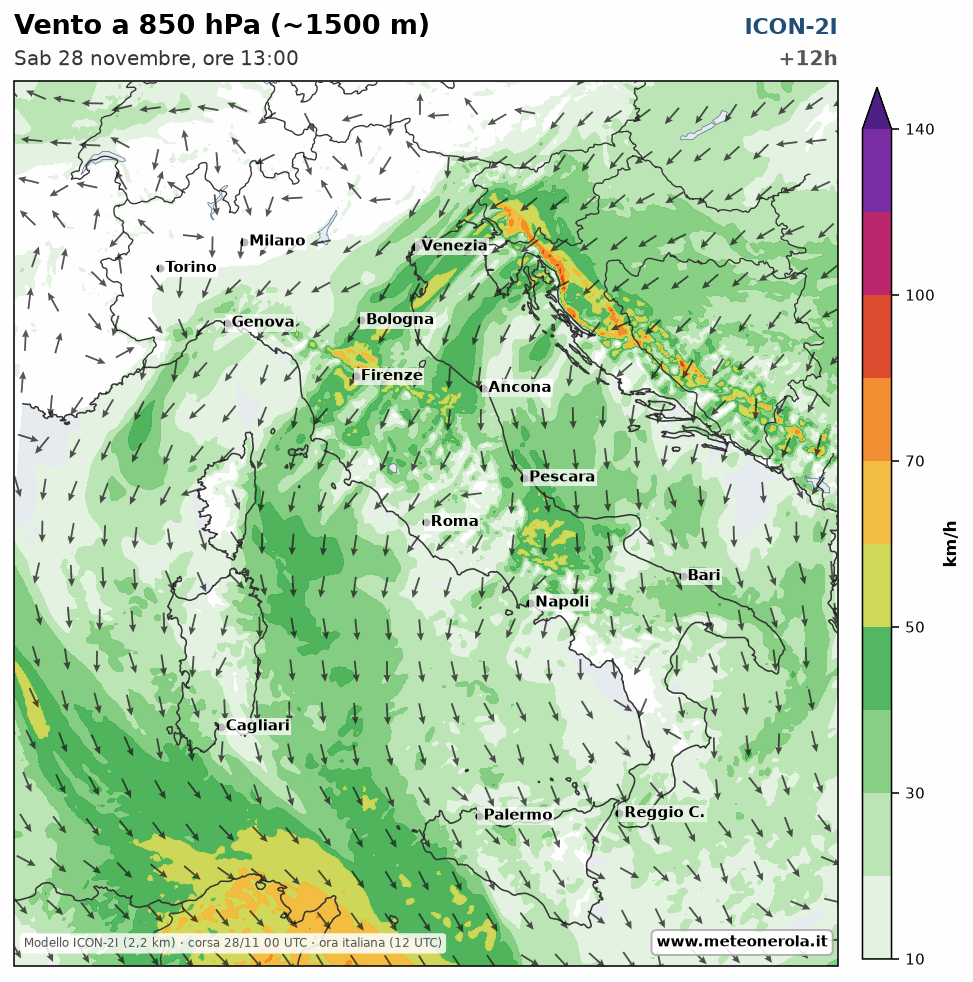 Vento a 850 hPa (~1500 m)
ICON-2I
Sab 28 novembre, ore 13:00
+12h
140
100
70
50
30
10
km/h
Milano
Venezia
Torino
Genova
Bologna
Firenze
Ancona
Pescara
Roma
Bari
Napoli
Cagliari
Palermo
Reggio C.
Modello ICON-2I (2,2 km) · corsa 28/11 00 UTC · ora italiana (12 UTC)
www.meteonerola.it